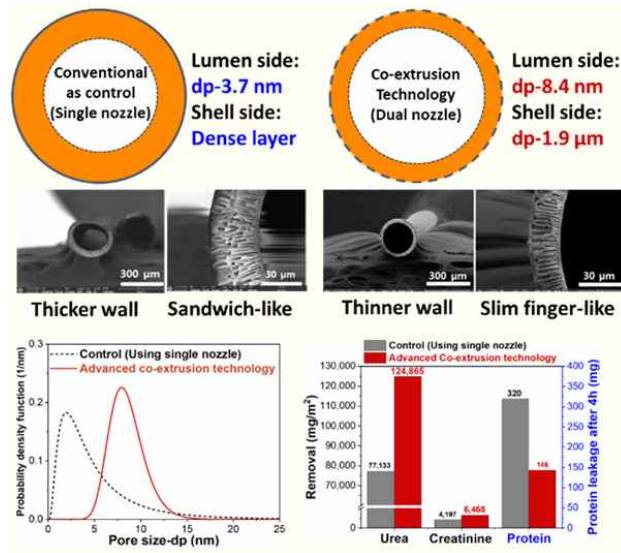 Conventional
as control
(Single nozzle)
Lumen side:
dp-3.7 nm
Shell side:
Dense layer
Co-extrusion
Technology
(Dual nozzle)
Lumen side:
dp-8.4 nm
Shell side:
dp-1.9 µm
300 µm
30 µm
300 µm
30 µm
Thicker wall
Sandwich-like
Thinner wall
Slim finger-like
Probability density function (1/nm)
0.3
0.2
0.1
0.0
Control (Using single nozzle)
Advanced co-extrusion technology
0 5 10 15 20 25
Pore size-dp (nm)
Control (Using single nozzle)
Advanced Co-extrusion technology
Removal (mg/m²)
130,000
120,000
110,000
100,000
90,000
80,000
70,000
0
77,133
124,865
4,197
6,468
320
146
Urea Creatinine Protein
400
350
300
250
200
150
100
50
0
Protein leakage after 4h (mg)